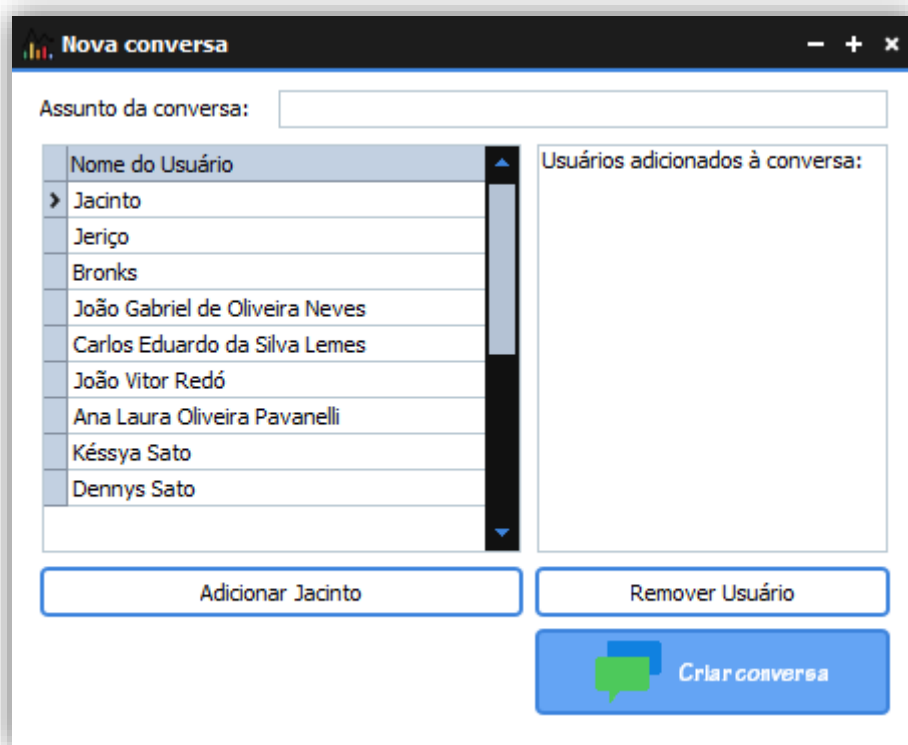 Nova conversa
Assunto da conversa:
Nome do Usuário
Jacinto
Jeriço
Bronks
João Gabriel de Oliveira Neves
Carlos Eduardo da Silva Lemes
João Vitor Redó
Ana Laura Oliveira Pavanelli
Késsya Sato
Dennys Sato
Usuários adicionados à conversa:
Adicionar Jacinto
Remover Usuário
Criar conversa